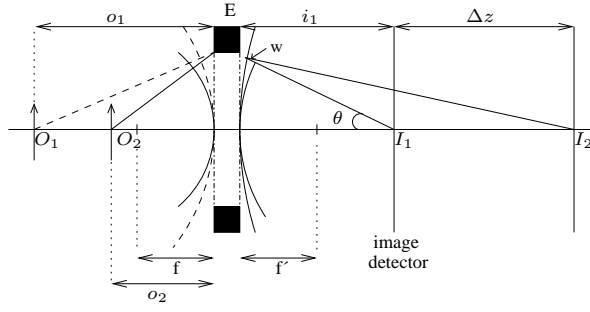 o₁ E i₁ Δz
w
θ
O₁ O₂ I₁ I₂
f f´
image
detector
o₂